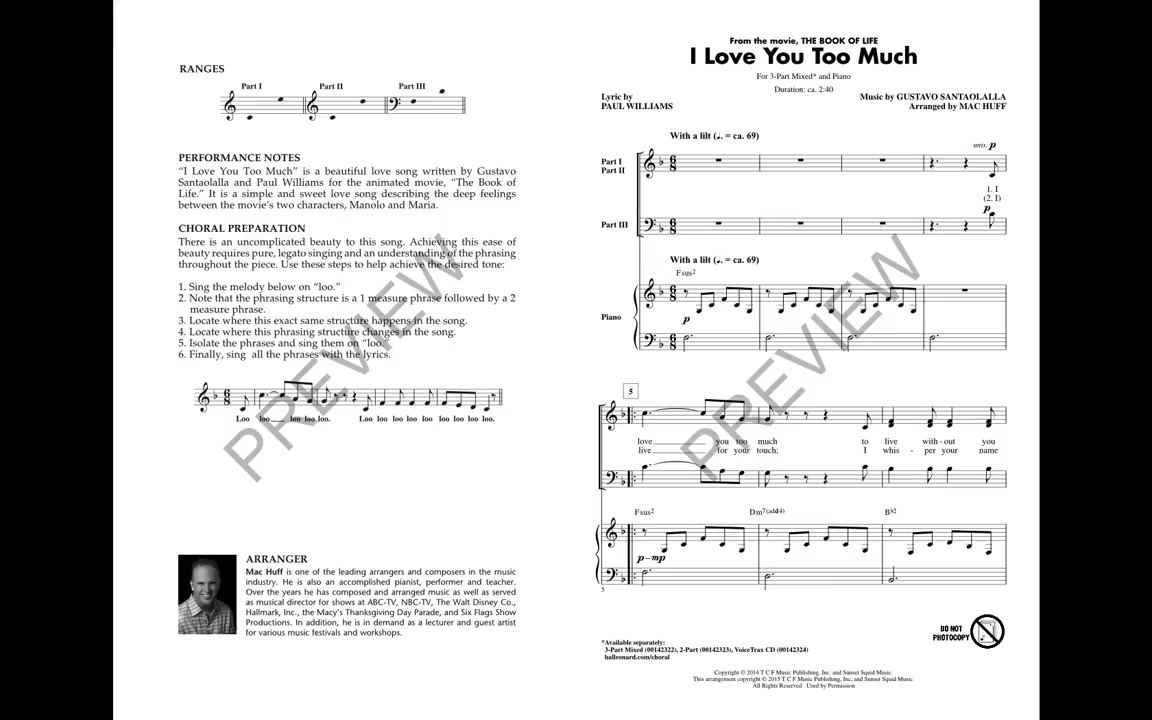 RANGES
Part I
Part II
Part III
PERFORMANCE NOTES
“I Love You Too Much” is a beautiful love song written by Gustavo
Santaolalla and Paul Williams for the animated movie, “The Book of
Life.” It is a simple and sweet love song describing the deep feelings
between the movie’s two characters, Manolo and Maria.
CHORAL PREPARATION
There is an uncomplicated beauty to this song. Achieving this ease of
beauty requires pure, legato singing and an understanding of the phrasing
throughout the piece. Use these steps to help achieve the desired tone:
1. Sing the melody below on “loo.”
2. Note that the phrasing structure is a 1 measure phrase followed by a 2
measure phrase.
3. Locate where this exact same structure happens in the song.
4. Locate where this phrasing structure changes in the song.
5. Isolate the phrases and sing them on “loo.”
6. Finally, sing all the phrases with the lyrics.
Loo loo___ loo loo loo. Loo loo loo loo loo loo loo loo loo.
ARRANGER
Mac Huff is one of the leading arrangers and composers in the music
industry. He is also an accomplished pianist, performer and teacher.
Over the years he has composed and arranged music as well as served
as musical director for shows at ABC-TV, NBC-TV, The Walt Disney Co.,
Hallmark, Inc., the Macy’s Thanksgiving Day Parade, and Six Flags Show
Productions. In addition, he is in demand as a lecturer and guest artist
for various music festivals and workshops.
PREVIEW
From the movie, THE BOOK OF LIFE
I Love You Too Much
For 3-Part Mixed* and Piano
Duration: ca. 2:40
Lyric by
PAUL WILLIAMS
Music by GUSTAVO SANTAOLALLA
Arranged by MAC HUFF
With a lilt (♩. = ca. 69)
unis. p
Part I
Part II
1. I
(2. I)
p
Part III
With a lilt (♩. = ca. 69)
Fsus2
Piano
p
5
love you too much to live with - out you
live for your touch; I whis - per your name
Fsus2 Dm7(add4) B♭2
p – mp
5
DO NOT
PHOTOCOPY
*Available separately:
3-Part Mixed (00142322), 2-Part (00142323), VoiceTrax CD (00142324)
halleonard.com/choral
Copyright © 2014 T C F Music Publishing, Inc. and Sunset Squid Music.
This arrangement copyright © 2015 T C F Music Publishing, Inc. and Sunset Squid Music.
All Rights Reserved Used by Permission
PREVIEW